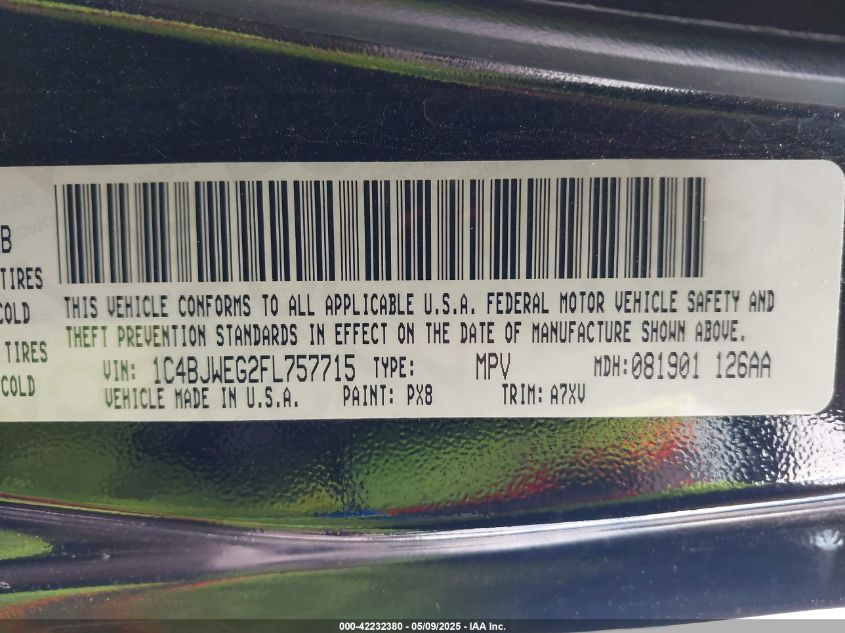 B
TIRES
COLD
THIS VEHICLE CONFORMS TO ALL APPLICABLE U.S.A. FEDERAL MOTOR VEHICLE SAFETY AND
THEFT PREVENTION STANDARDS IN EFFECT ON THE DATE OF MANUFACTURE SHOWN ABOVE.
TIRES
COLD
VIN: 1C4BJWEG2FL757715 TYPE: MPV MDH:081901 126AA
VEHICLE MADE IN U.S.A. PAINT: PX8 TRIM: A7XV
000-42232380 - 05/09/2025 - IAA Inc.